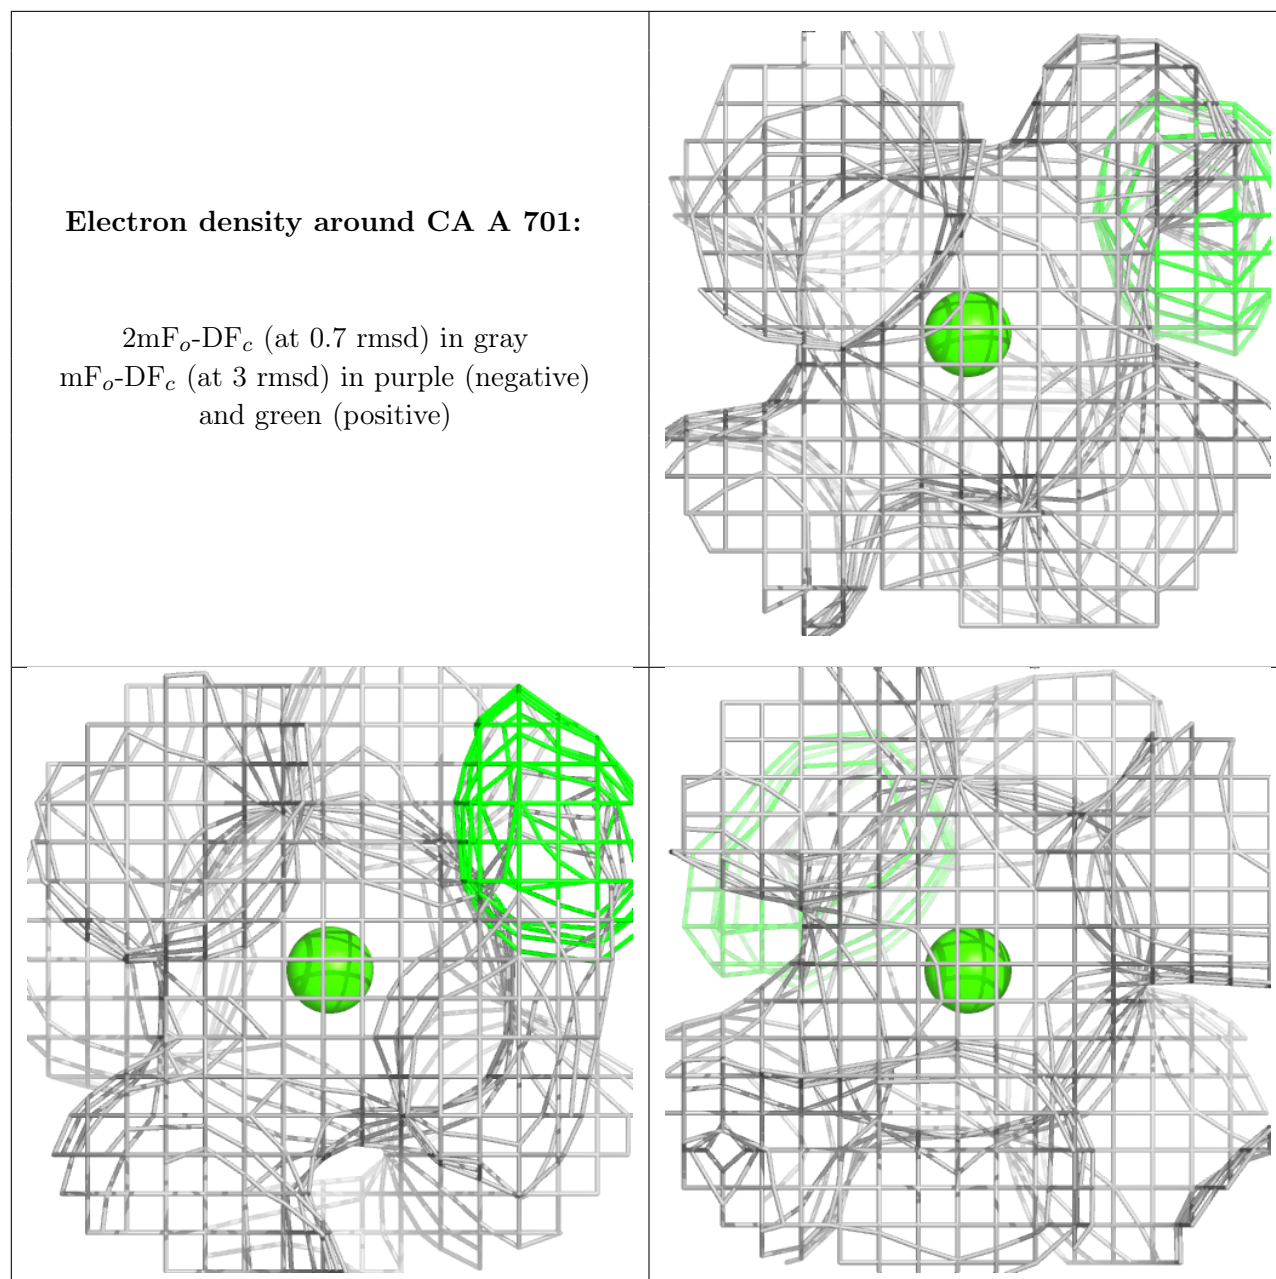 Electron density around CA A 701:
2mFₒ-DF𝒸 (at 0.7 rmsd) in gray
mFₒ-DF𝒸 (at 3 rmsd) in purple (negative)
and green (positive)